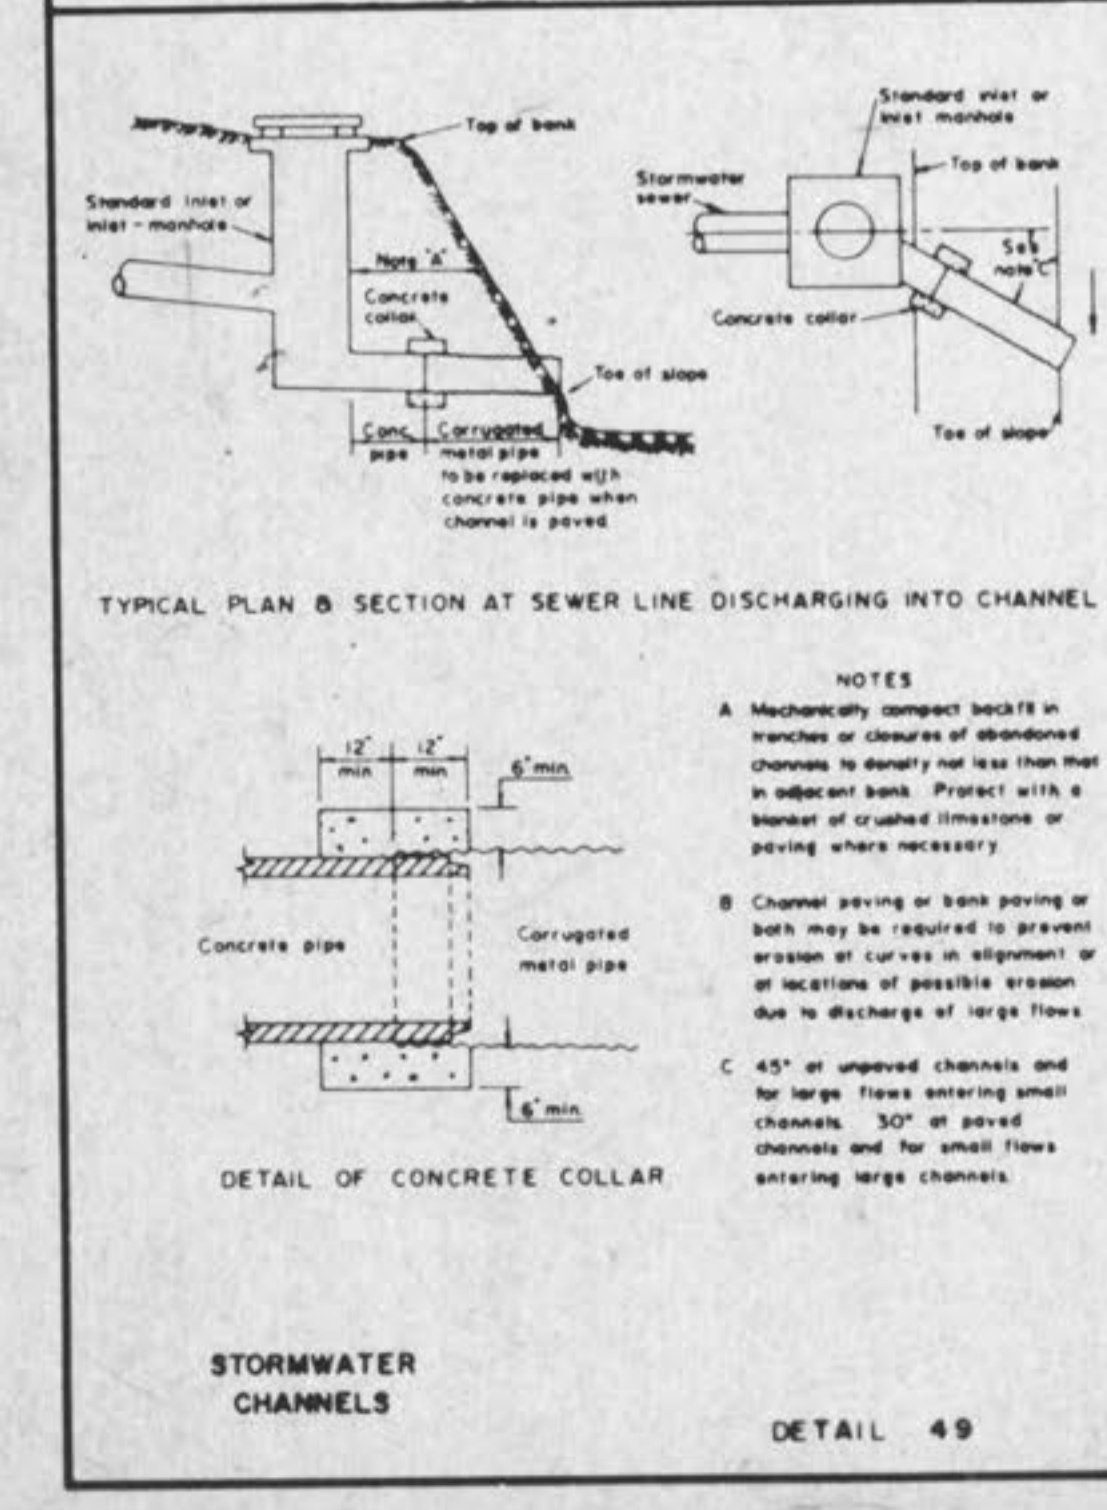 Top of bank
Standard inlet or
inlet - manhole
Note "A"
Concrete
collar
Toe of slope
Conc
pipe
Corrugated
metal pipe
to be replaced with
concrete pipe when
channel is paved
Standard inlet or
inlet manhole
Top of bank
Stormwater
sewer
See
note "C"
Concrete collar
Toe of slope
TYPICAL PLAN & SECTION AT SEWER LINE DISCHARGING INTO CHANNEL
12"
min
12"
min
6" min
Concrete pipe
Corrugated
metal pipe
6" min
DETAIL OF CONCRETE COLLAR
NOTES
A Mechanically compact backfill in
trenches or closures of abandoned
channels to density not less than that
in adjacent bank Protect with a
blanket of crushed limestone or
paving where necessary
B Channel paving or bank paving or
both may be required to prevent
erosion at curves in alignment or
at locations of possible erosion
due to discharge of large flows
C 45° at unpaved channels and
for large flows entering small
channels. 30° at paved
channels and for small flows
entering large channels.
STORMWATER
CHANNELS
DETAIL 49